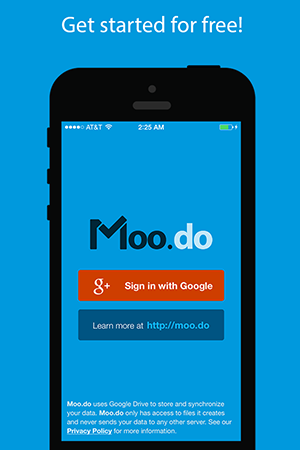 Get started for free!
AT&T 2:25 AM
Moo.do
g+ Sign in with Google
Learn more at http://moo.do
Moo.do uses Google Drive to store and synchronize
your data. Moo.do only has access to files it creates
and never sends your data to any other server. See our
Privacy Policy for more information.